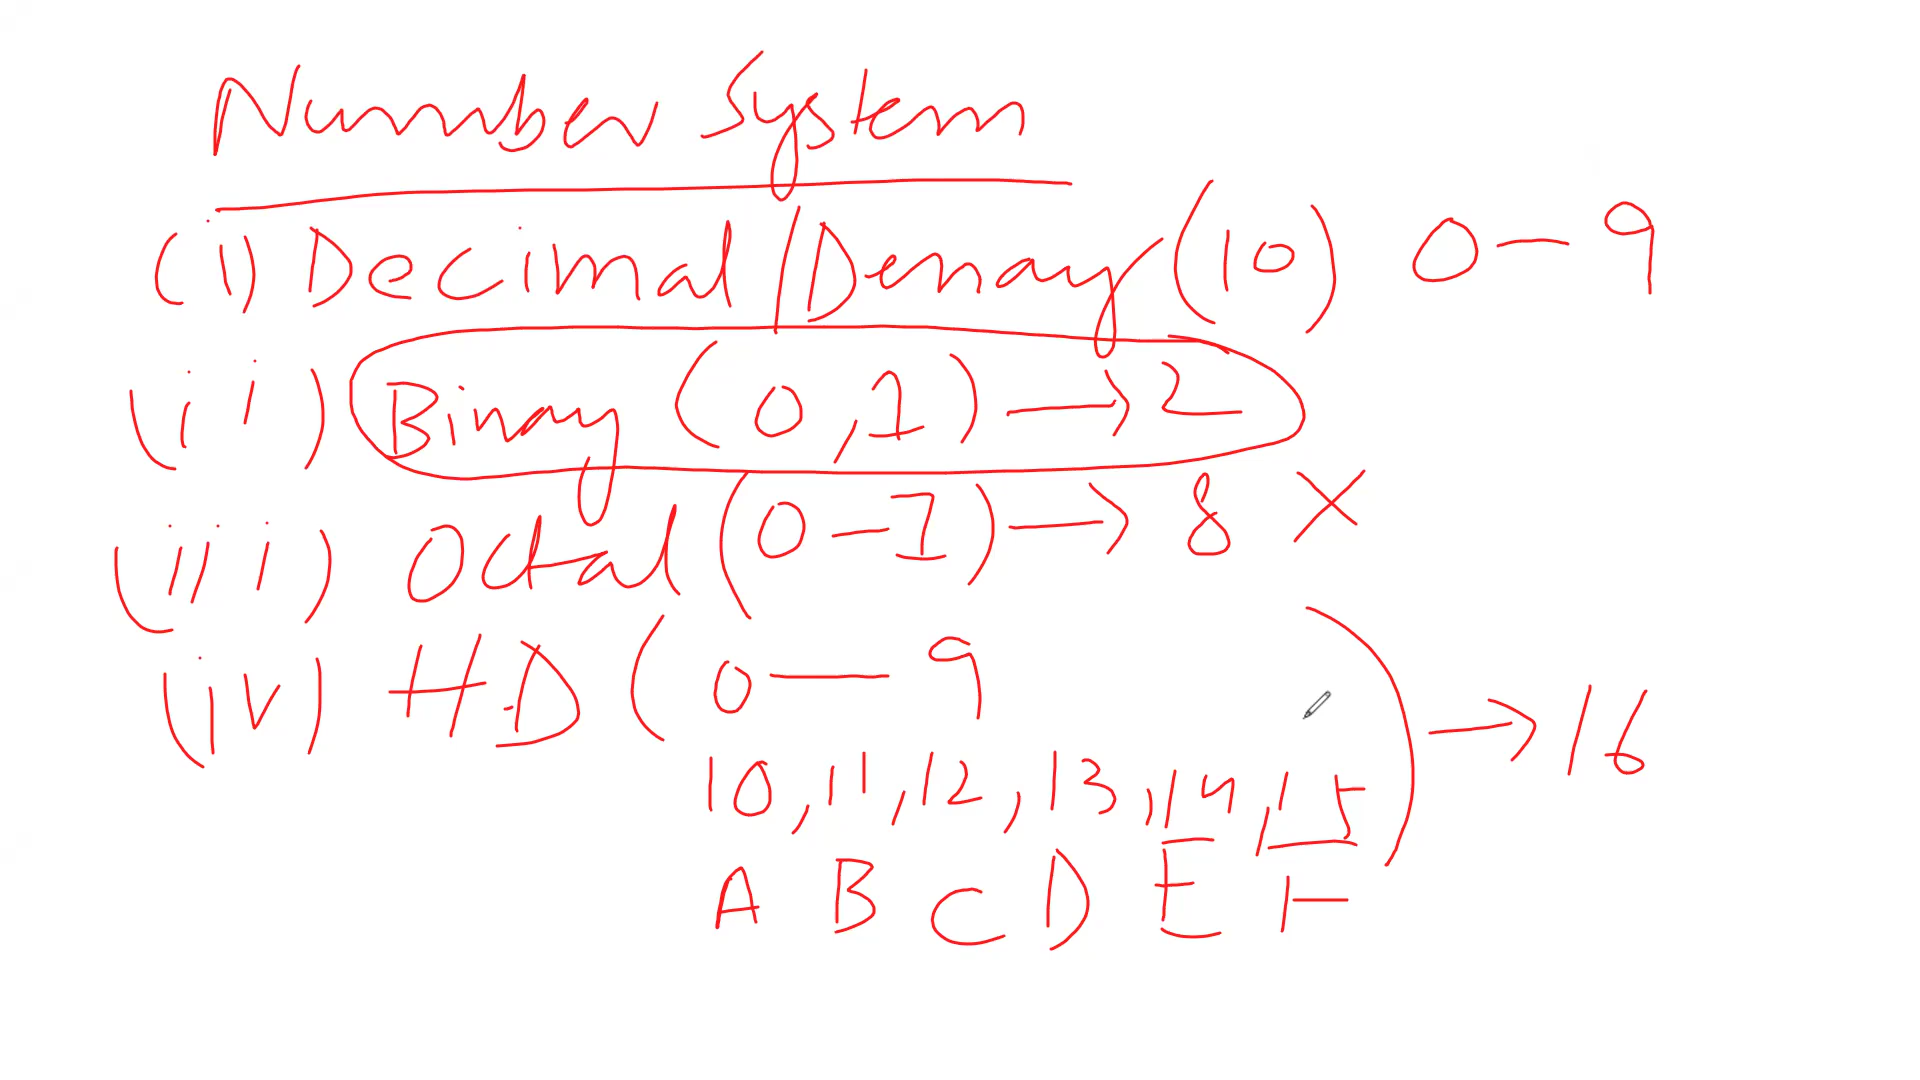 Number System
(i) Decimal/Denary (10) 0-9
(ii) Binary (0,1) → 2
(iii) Octal (0-7) → 8 X
(iv) H.D (0-9
10, 11, 12, 13, 14, 15) → 16
A B C D E F